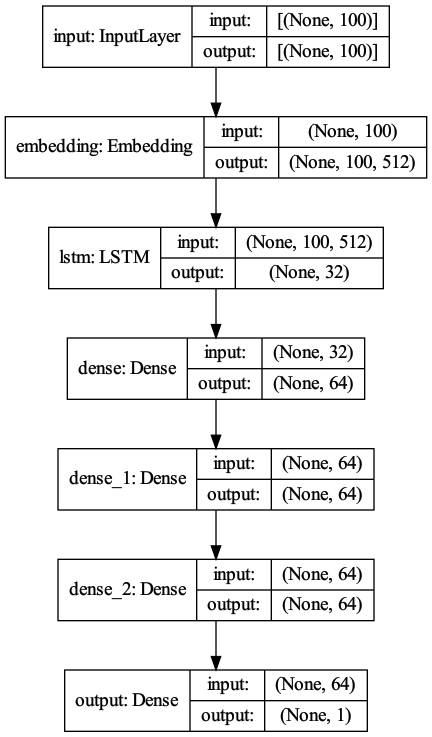 input: InputLayer
input: [(None, 100)]
output: [(None, 100)]
embedding: Embedding
input: (None, 100)
output: (None, 100, 512)
lstm: LSTM
input: (None, 100, 512)
output: (None, 32)
dense: Dense
input: (None, 32)
output: (None, 64)
dense_1: Dense
input: (None, 64)
output: (None, 64)
dense_2: Dense
input: (None, 64)
output: (None, 64)
output: Dense
input: (None, 64)
output: (None, 1)